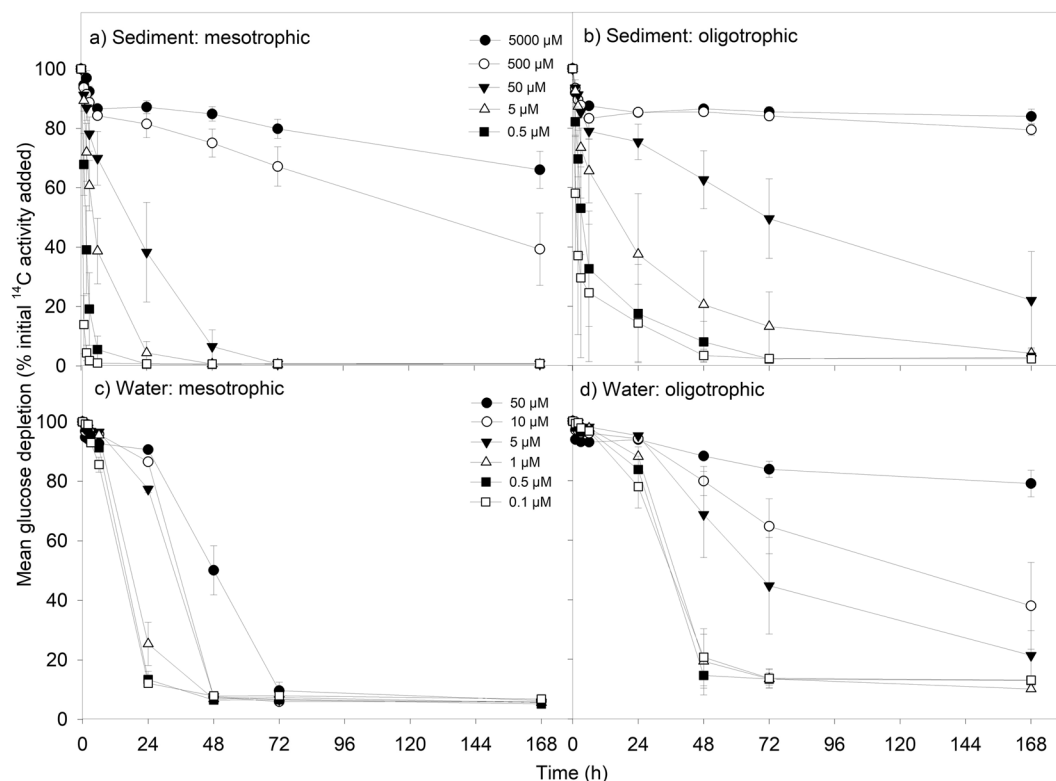 a) Sediment: mesotrophic
5000 µM
500 µM
50 µM
5 µM
0.5 µM
b) Sediment: oligotrophic
100
80
60
40
20
0
c) Water: mesotrophic
50 µM
10 µM
5 µM
1 µM
0.5 µM
0.1 µM
d) Water: oligotrophic
100
80
60
40
20
0
Mean glucose depletion (% initial ¹⁴C activity added)
0 24 48 72 96 120 144 168
0 24 48 72 96 120 144 168
Time (h)